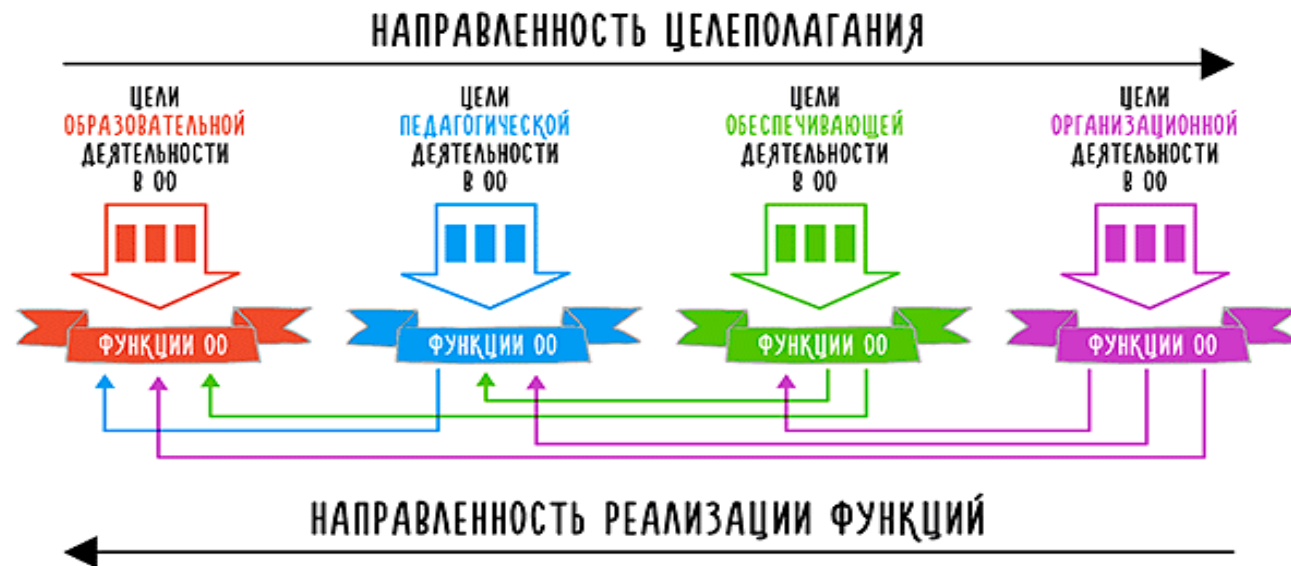 НАПРАВЛЕННОСТЬ ЦЕЛЕПОЛАГАНИЯ
ЦЕЛИ
ОБРАЗОВАТЕЛЬНОЙ
ДЕЯТЕЛЬНОСТИ
В ОО
ЦЕЛИ
ПЕДАГОГИЧЕСКОЙ
ДЕЯТЕЛЬНОСТИ
В ОО
ЦЕЛИ
ОБЕСПЕЧИВАЮЩЕЙ
ДЕЯТЕЛЬНОСТИ
В ОО
ЦЕЛИ
ОРГАНИЗАЦИОННОЙ
ДЕЯТЕЛЬНОСТИ
В ОО
ФУНКЦИИ ОО
ФУНКЦИИ ОО
ФУНКЦИИ ОО
ФУНКЦИИ ОО
НАПРАВЛЕННОСТЬ РЕАЛИЗАЦИИ ФУНКЦИЙ